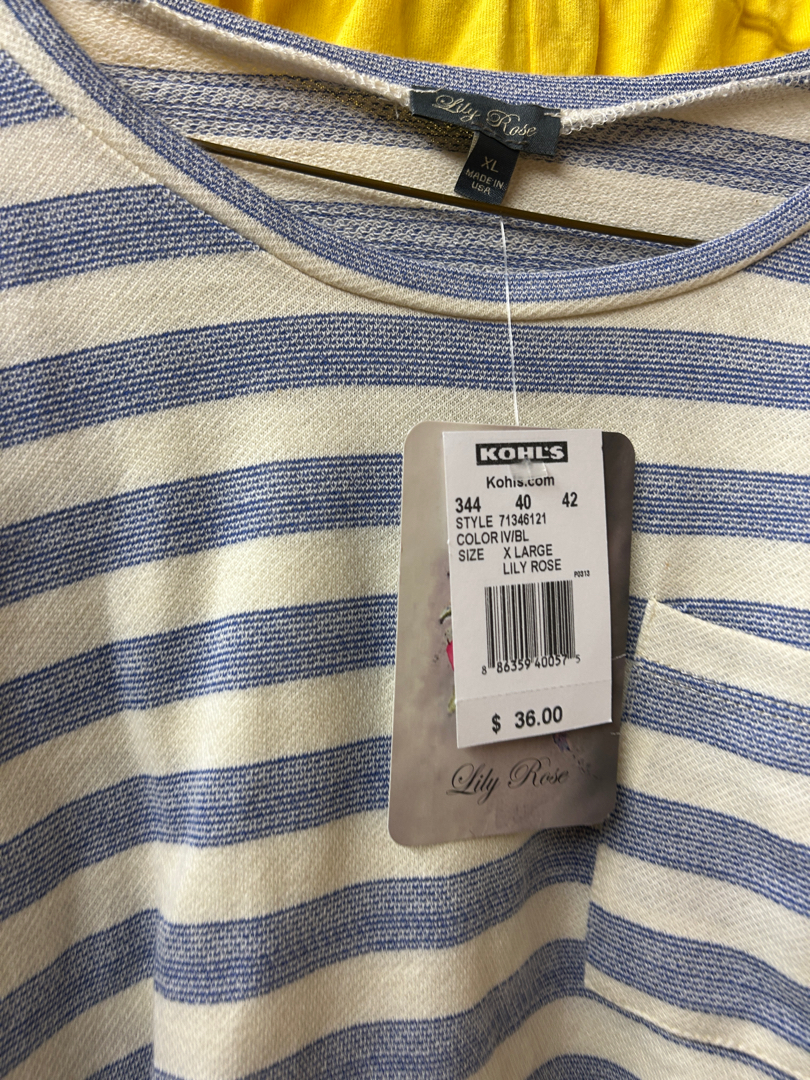 Lily Rose
XL
MADE IN
USA
KOHL'S
Kohls.com
344 40 42
STYLE 71346121
COLOR IV/BL
SIZE X LARGE
LILY ROSE
P0313
8 86359 40057 5
$ 36.00
Lily Rose